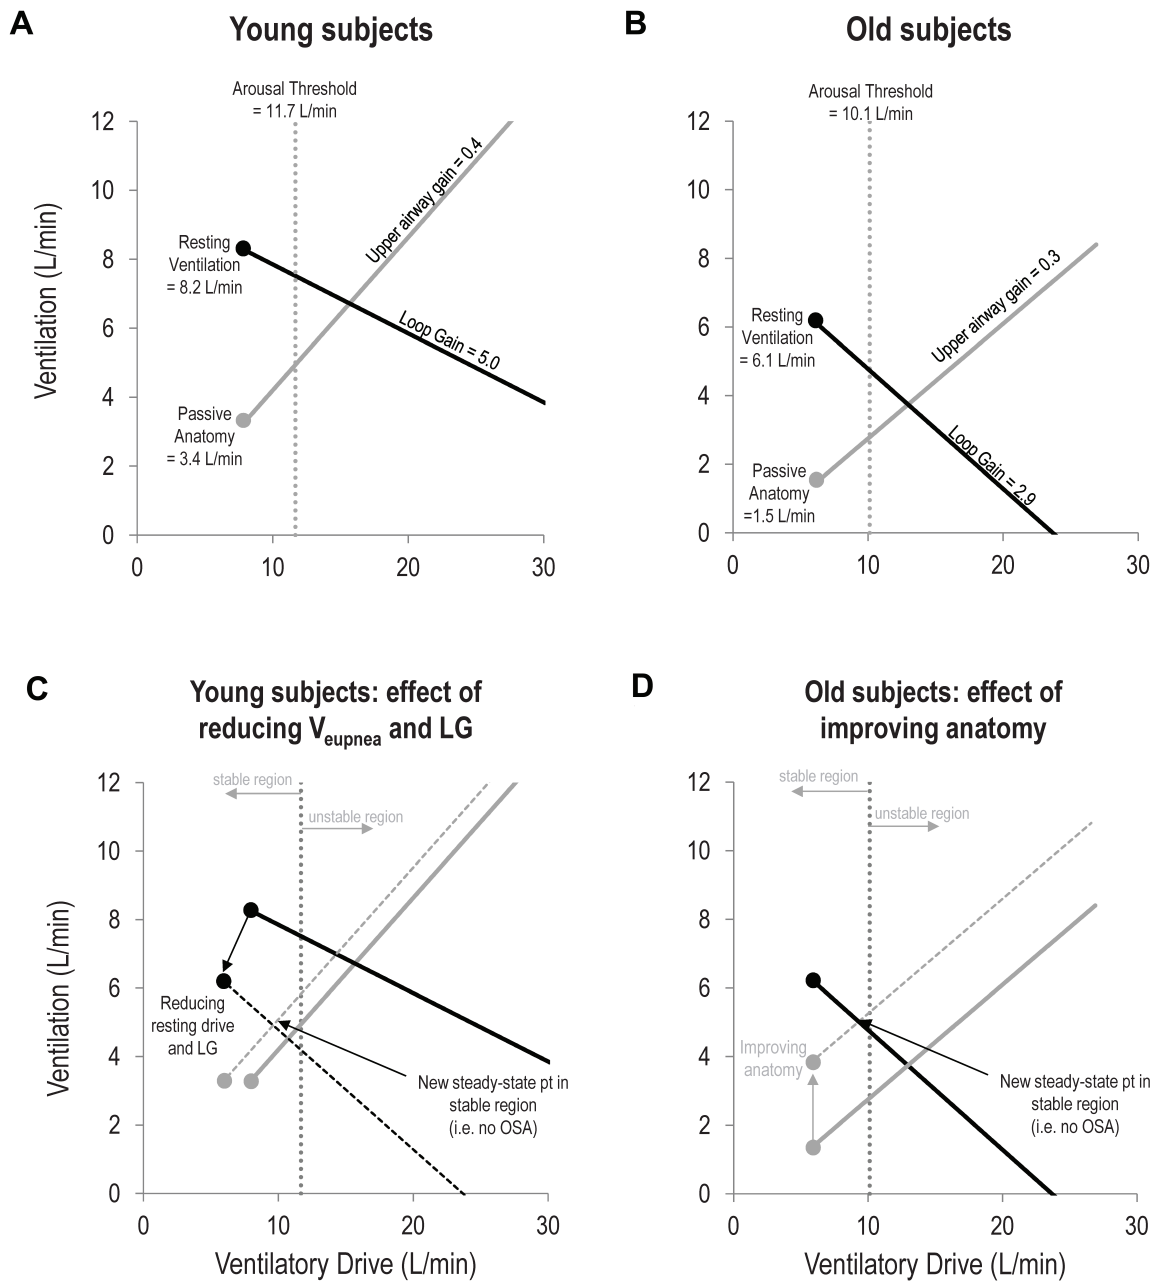 A
Young subjects
Arousal Threshold
= 11.7 L/min
12
10
8
6
4
2
0
Ventilation (L/min)
Resting
Ventilation
= 8.2 L/min
Passive
Anatomy
= 3.4 L/min
Upper airway gain = 0.4
Loop Gain = 5.0
0
10
20
30
B
Old subjects
Arousal Threshold
= 10.1 L/min
12
10
8
6
4
2
0
Resting
Ventilation
= 6.1 L/min
Passive
Anatomy
=1.5 L/min
Upper airway gain = 0.3
Loop Gain = 2.9
0
10
20
30
C
Young subjects: effect of
reducing Veupnea and LG
stable region
unstable region
12
10
8
6
4
2
0
Ventilation (L/min)
Reducing
resting drive
and LG
New steady-state pt in
stable region
(i.e. no OSA)
0
10
20
30
Ventilatory Drive (L/min)
D
Old subjects: effect of
improving anatomy
stable region
unstable region
12
10
8
6
4
2
0
Improving
anatomy
New steady-state pt in
stable region
(i.e. no OSA)
0
10
20
30
Ventilatory Drive (L/min)